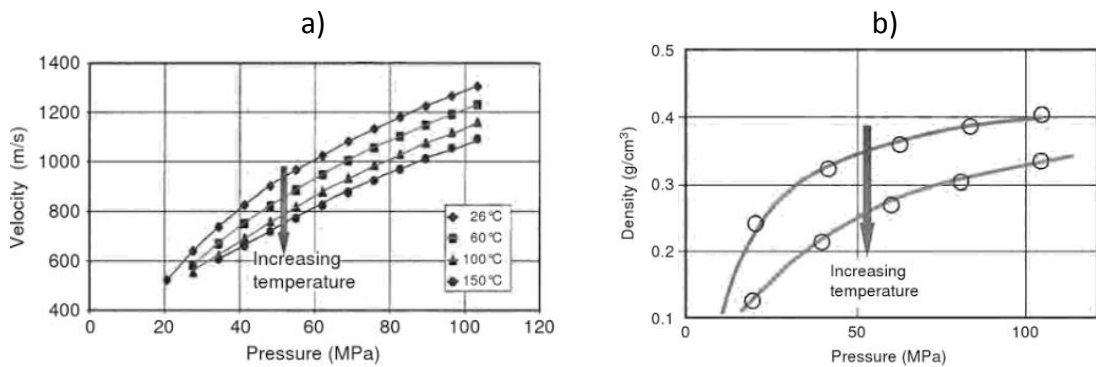 a)
1400
1200
1000
800
600
400
0
20
40
60
80
100
120
Velocity (m/s)
Pressure (MPa)
Increasing
temperature
26°C
60°C
100°C
150°C
b)
0.5
0.4
0.3
0.2
0.1
0
50
100
Density (g/cm³)
Pressure (MPa)
Increasing
temperature